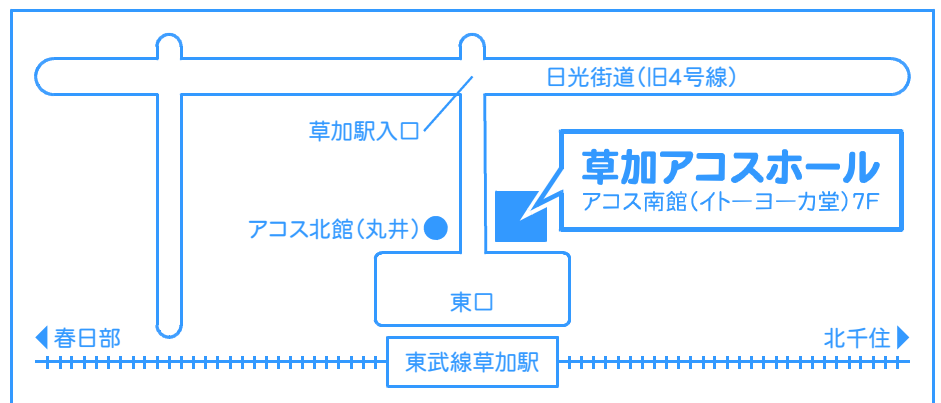 日光街道(旧4号線)
草加駅入口
草加アコスホール
アコス南館(イトーヨーカ堂)7F
アコス北館(丸井)
東口
春日部
北千住
東武線草加駅